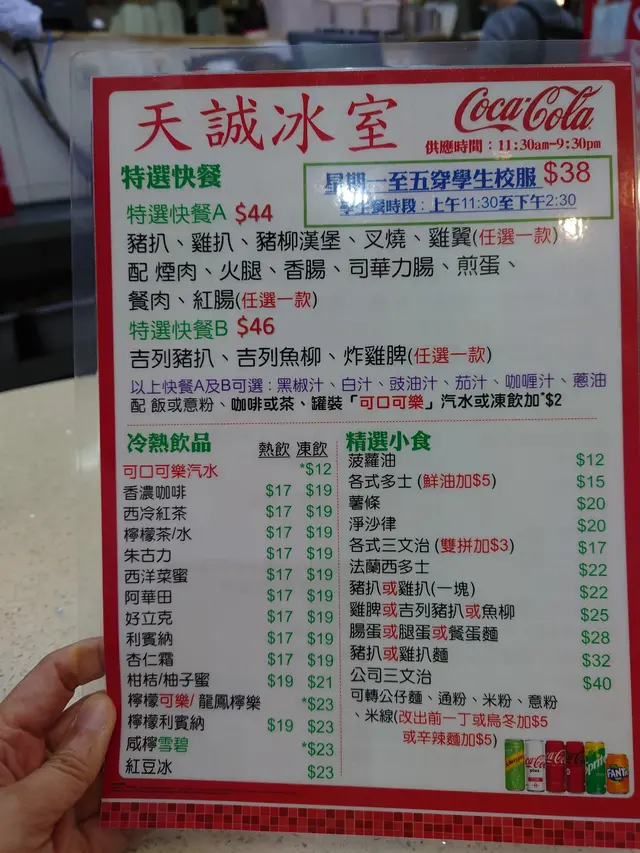 天誠冰室
Coca-Cola
供應時間：11:30am-9:30pm
特選快餐
星期一至五穿學生校服 $38
學生餐時段：上午11:30至下午2:30
特選快餐A $44
豬扒、雞扒、豬柳漢堡、叉燒、雞翼(任選一款)
配 煙肉、火腿、香腸、司華力腸、煎蛋、
餐肉、紅腸(任選一款)
特選快餐B $46
吉列豬扒、吉列魚柳、炸雞脾(任選一款)
以上快餐A及B可選：黑椒汁、白汁、豉油汁、茄汁、咖喱汁、蔥油
配 飯或意粉、咖啡或茶、罐裝「可口可樂」汽水或凍飲加*$2
冷熱飲品 熱飲 凍飲
可口可樂汽水 *$12
香濃咖啡 $17 $19
西冷紅茶 $17 $19
檸檬茶/水 $17 $19
朱古力 $17 $19
西洋菜蜜 $17 $19
阿華田 $17 $19
好立克 $17 $19
利賓納 $17 $19
杏仁霜 $17 $19
柑桔/柚子蜜 $19 $21
檸檬可樂/ 龍鳳檸樂 *$23
檸檬利賓納 $19 $23
咸檸雪碧 *$23
紅豆冰 $23
精選小食
菠蘿油 $12
各式多士 (鮮油加$5) $15
薯條 $20
淨沙律 $20
各式三文治 (雙拼加$3) $17
法蘭西多士 $22
豬扒或雞扒(一塊) $22
雞脾或吉列豬扒或魚柳 $25
腸蛋或腿蛋或餐蛋麵 $28
豬扒或雞扒麵 $32
公司三文治 $40
可轉公仔麵、通粉、米粉、意粉
、米線(改出前一丁或烏冬加$5
或辛辣麵加$5)
Sprite
FANTA